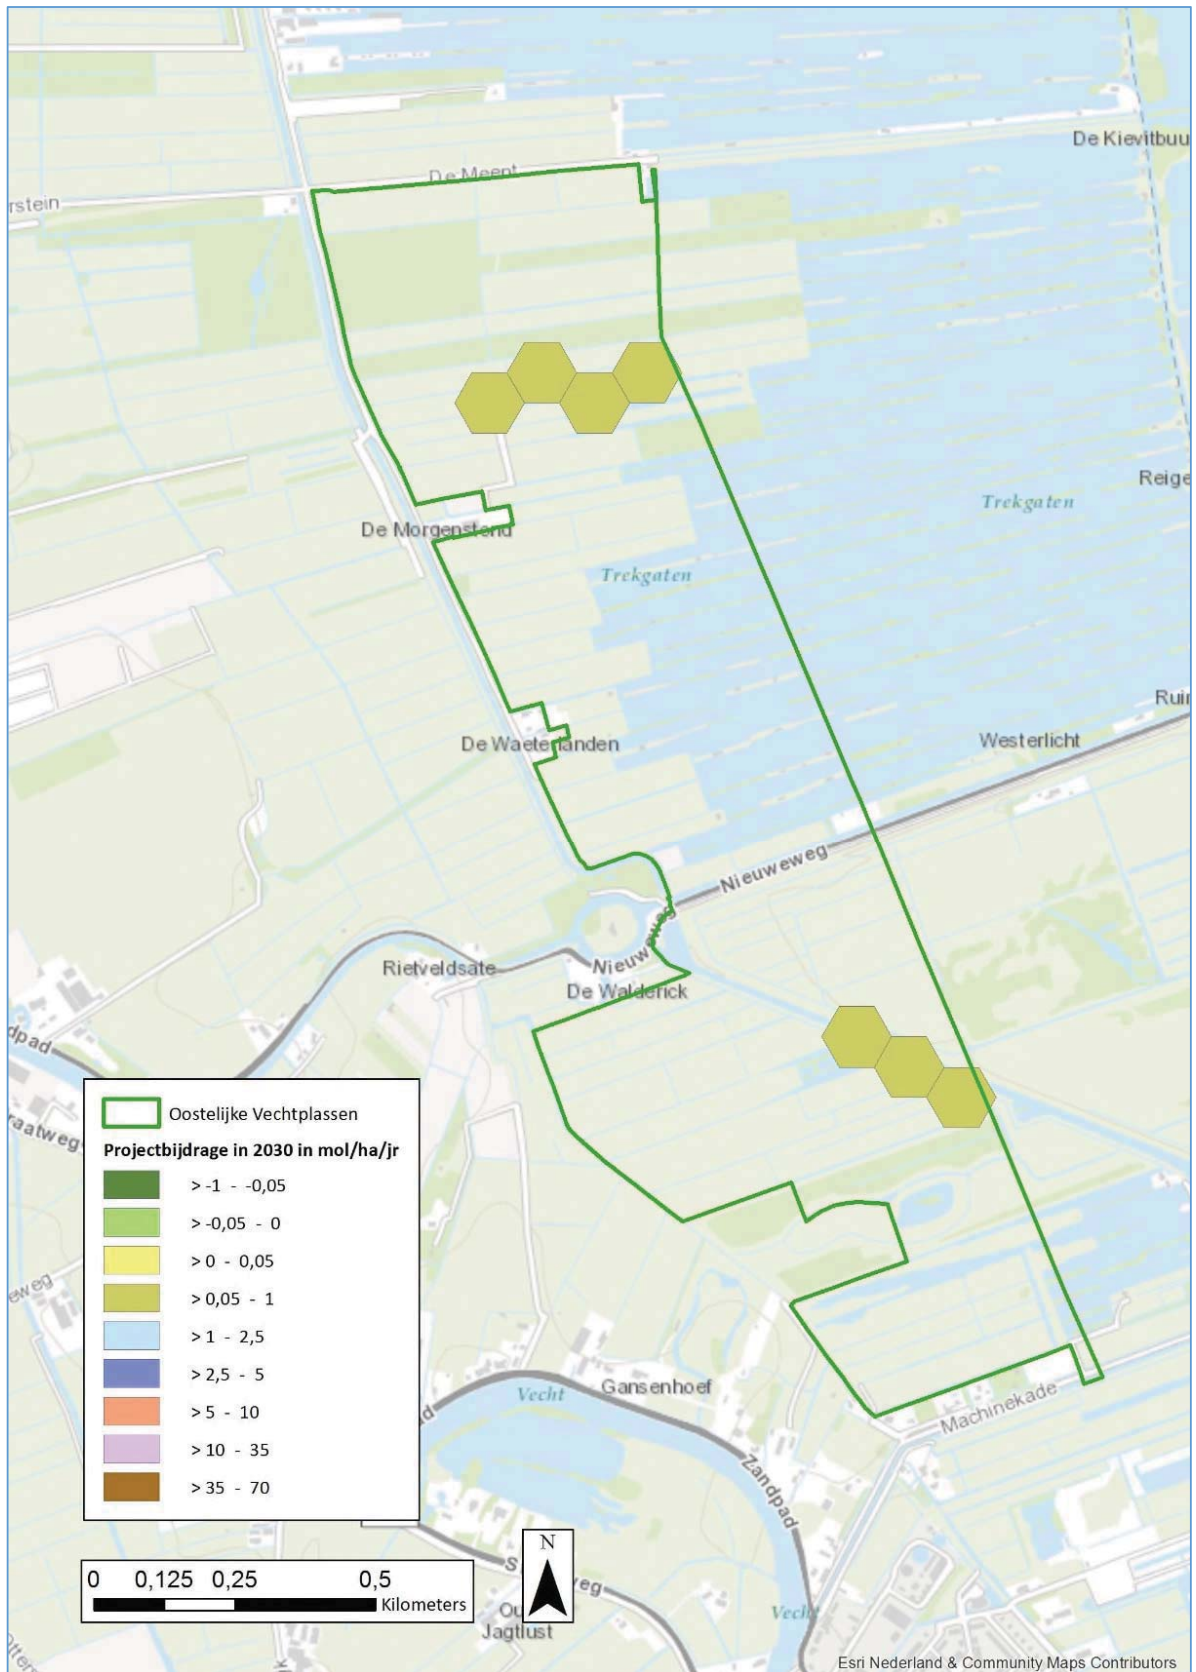 De Kievitbuu
De Meent
rstein
Reige
Trekgaten
De Morgenstend
Trekgaten
Ruir
De Waeterlanden
Westerlicht
Nieuweweg
Nieuweweg
Rietveldsate
De Walderick
dpad
raatweg
eweg
Oostelijke Vechtplassen
Projectbijdrage in 2030 in mol/ha/jr
> -1 - -0,05
> -0,05 - 0
> 0 - 0,05
> 0,05 - 1
> 1 - 2,5
> 2,5 - 5
> 5 - 10
> 10 - 35
> 35 - 70
Vecht
Gansenhoef
Machinekade
Zandpad
N
0 0,125 0,25 0,5
Kilometers
Jagtlust
Vecht
Esri Nederland & Community Maps Contributors